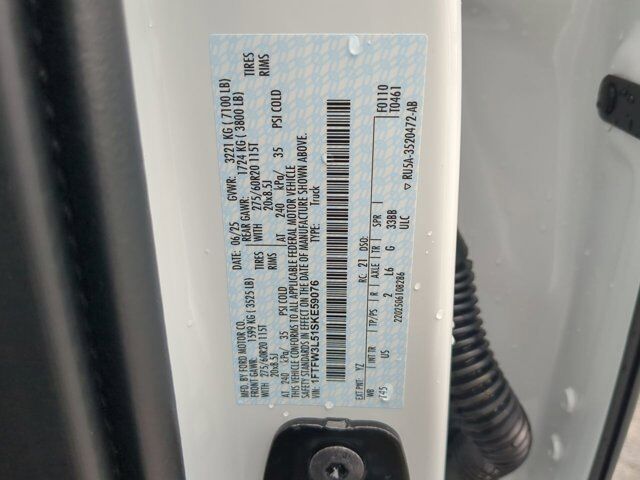 MFD. BY FORD MOTOR CO.
DATE: 06/25 GVWR: 3221 KG ( 7100 LB)
FRONT GAWR: 1599 KG ( 3525 LB) REAR GAWR: 1724 KG ( 3800 LB)
WITH 275/60R20 115T TIRES WITH 275/60R20 115T TIRES
20x8.5J RIMS 20x8.5J RIMS
AT 240 kPa/ 35 PSI COLD AT 240 kPa/ 35 PSI COLD
THIS VEHICLE CONFORMS TO ALL APPLICABLE FEDERAL MOTOR VEHICLE
SAFETY STANDARDS IN EFFECT ON THE DATE OF MANUFACTURE SHOWN ABOVE.
VIN: 1FTFW3L51SKE59076 TYPE: Truck
EXT PNT: YZ RC: 21 DSO: F0110
WB INT TR TP/PS R AXLE TR SPR T0461
145 US 2 L6 G 33BB
ULC
2202506108286 ▽ RU5A-3520472-AB